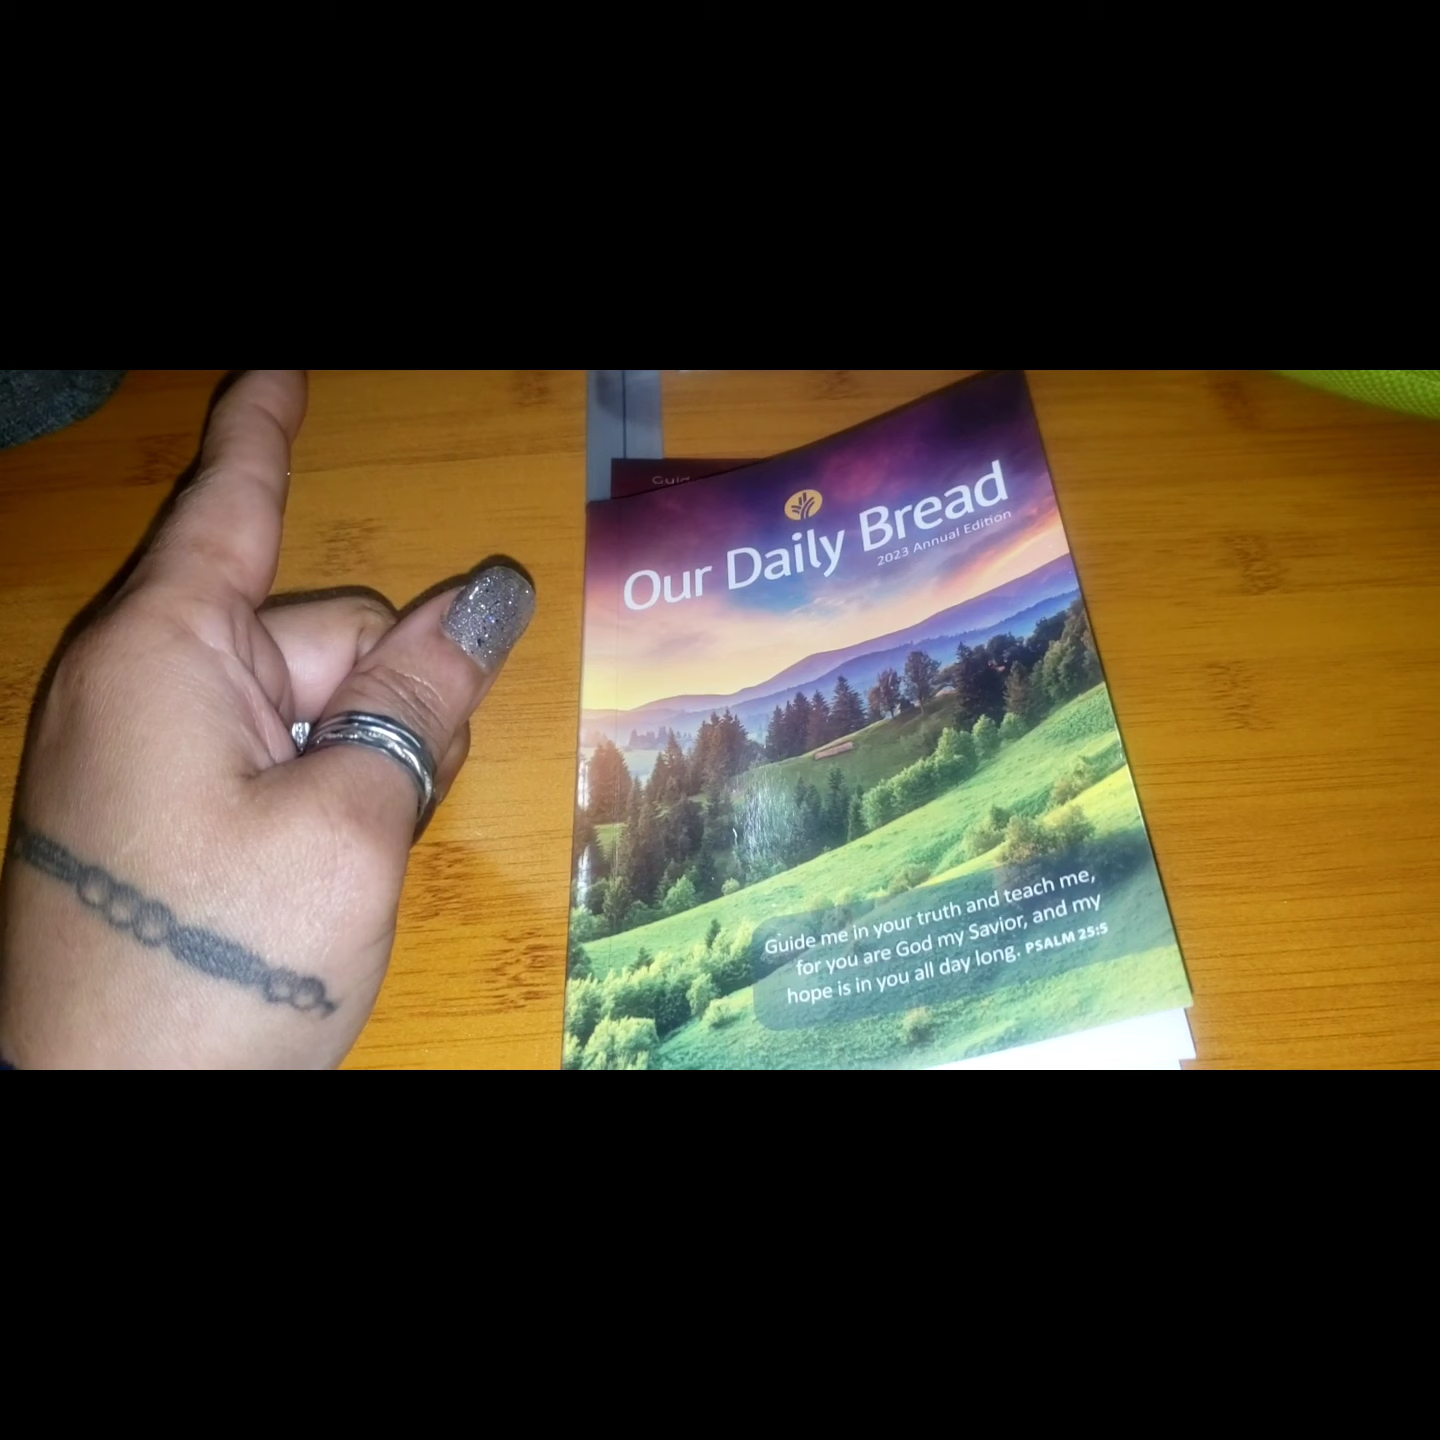 Our Daily Bread
2023 Annual Edition
Guide me in your truth and teach me,
for you are God my Savior, and my
hope is in you all day long. PSALM 25:5